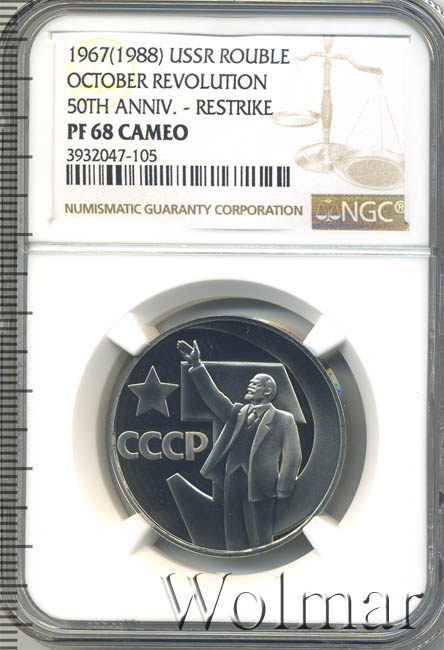 1967(1988) USSR ROUBLE
OCTOBER REVOLUTION
50TH ANNIV. - RESTRIKE
PF 68 CAMEO
3932047-105
NUMISMATIC GUARANTY CORPORATION
NGC®
СССР
Wolmar